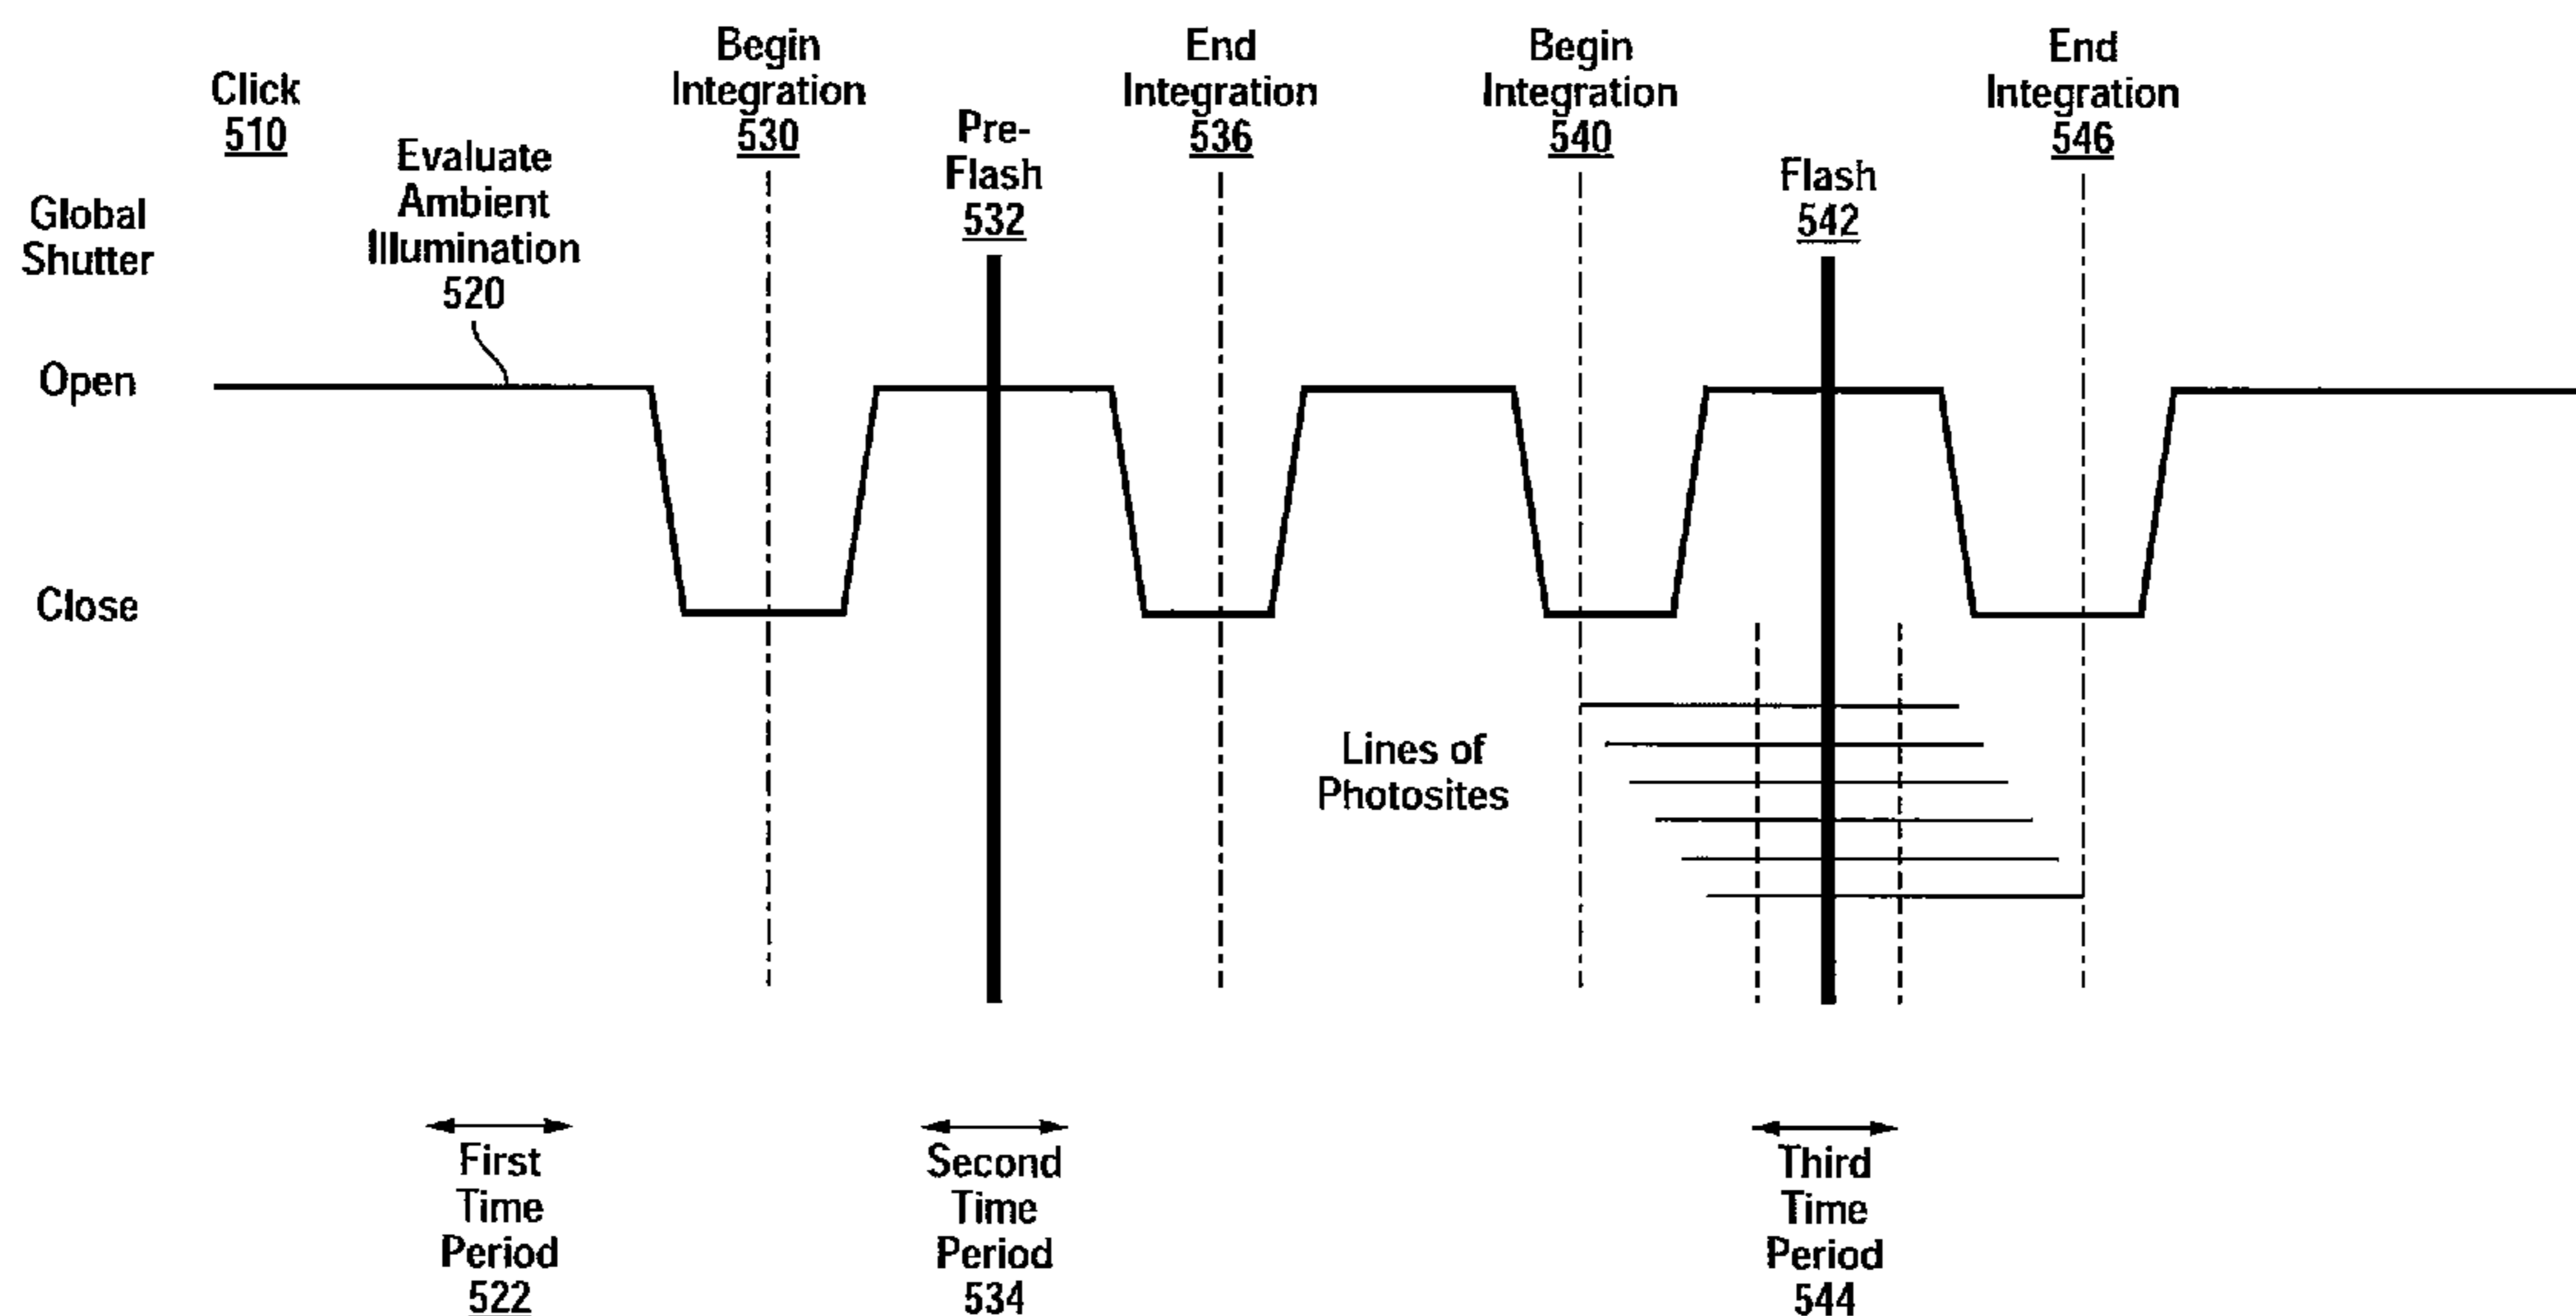 Click
510
Global
Shutter
Open
Close
Evaluate
Ambient
Illumination
520
Begin
Integration
530
Pre-
Flash
532
End
Integration
536
Begin
Integration
540
Flash
542
End
Integration
546
Lines of
Photosites
First
Time
Period
522
Second
Time
Period
534
Third
Time
Period
544